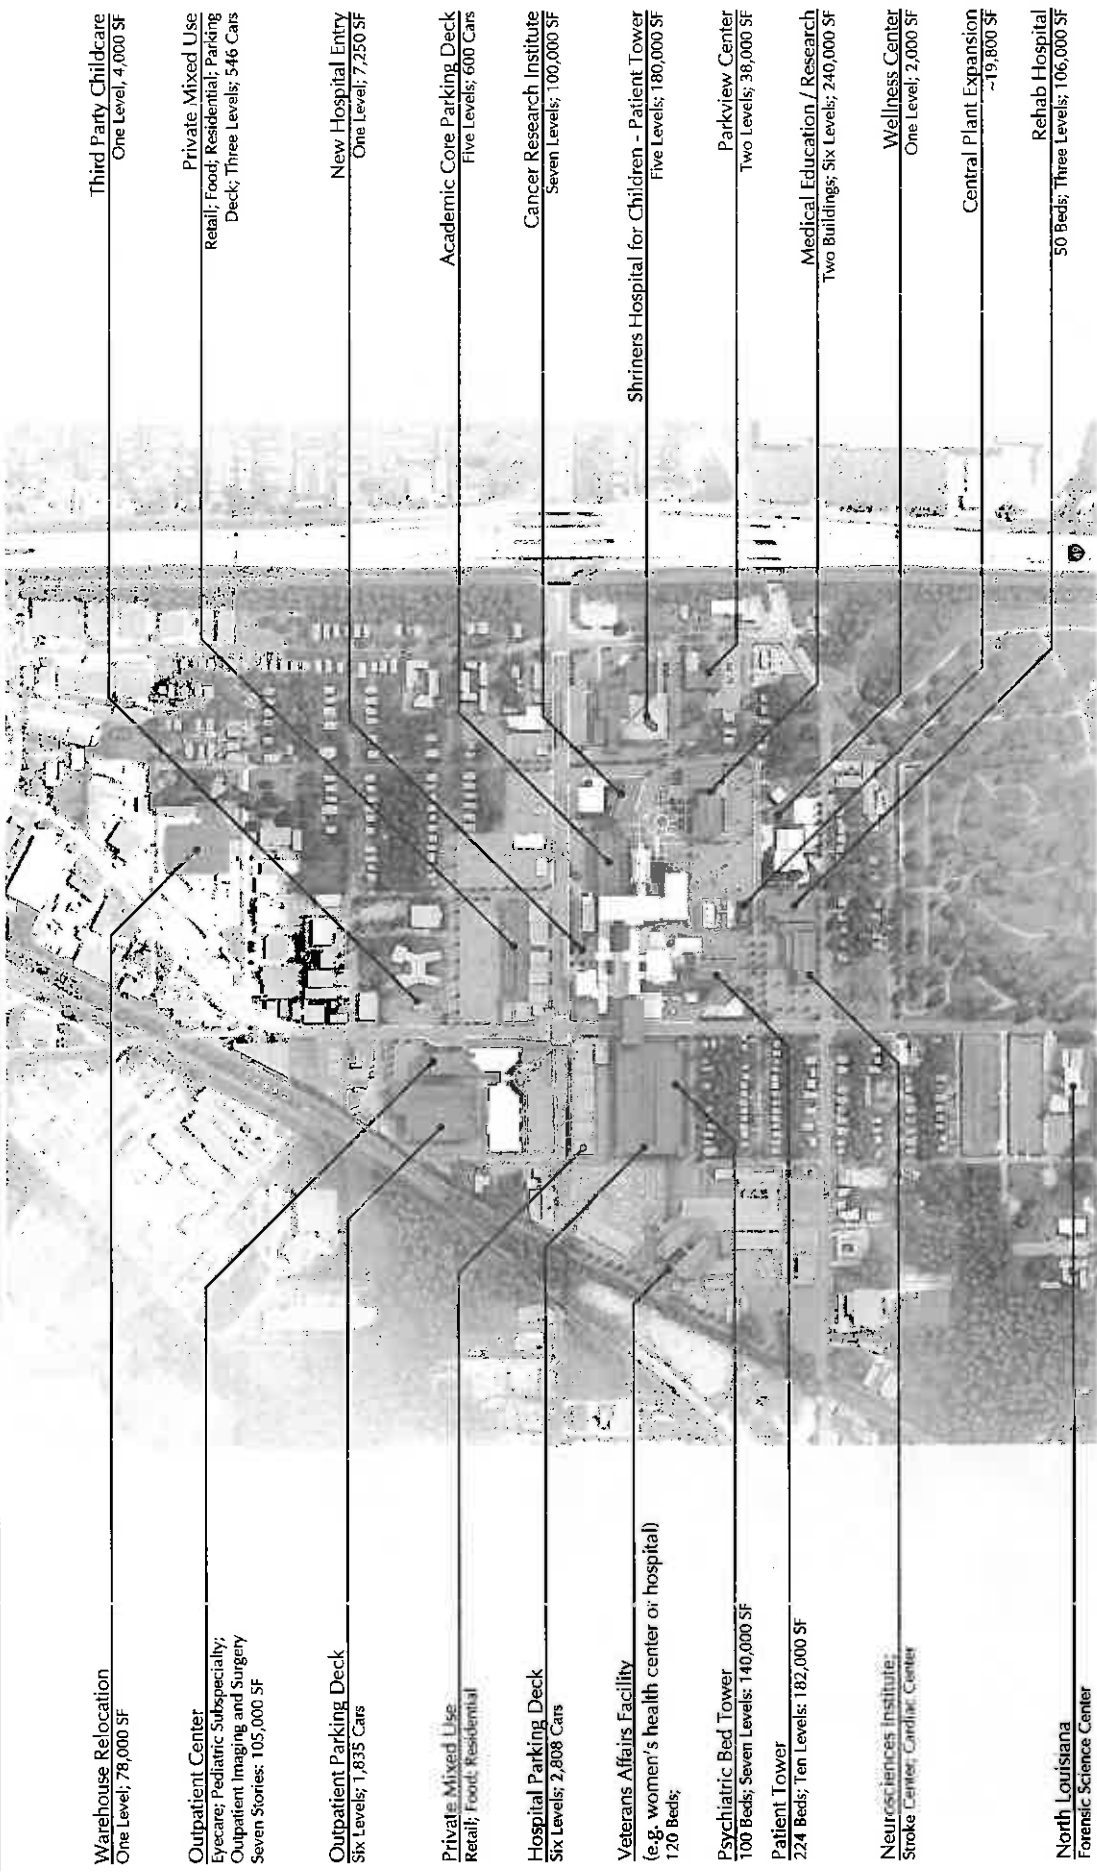 Warehouse Relocation
One Level; 78,000 SF
Outpatient Center
Eyecare; Pediatric Subspecialty;
Outpatient Imaging and Surgery
Seven Stories: 105,000 SF
Outpatient Parking Deck
Six Levels; 1,835 Cars
Private Mixed Use
Retail; Food; Residential
Hospital Parking Deck
Six Levels; 2,808 Cars
Veterans Affairs Facility
(e.g. women's health center or hospital)
120 Beds;
Psychiatric Bed Tower
100 Beds; Seven Levels: 140,000 SF
Patient Tower
224 Beds; Ten Levels: 182,000 SF
Neurosciences Institute;
Stroke Center; Cardiac Center
North Louisiana
Forensic Science Center
Third Party Childcare
One Level, 4,000 SF
Private Mixed Use
Retail; Food; Residential; Parking
Deck; Three Levels; 546 Cars
New Hospital Entry
One Level; 7,250 SF
Academic Core Parking Deck
Five Levels; 600 Cars
Cancer Research Institute
Seven Levels; 100,000 SF
Shriners Hospital for Children - Patient Tower
Five Levels; 180,000 SF
Parkview Center
Two Levels; 38,000 SF
Medical Education / Research
Two Buildings; Six Levels; 240,000 SF
Wellness Center
One Level; 2,000 SF
Central Plant Expansion
~19,800 SF
Rehab Hospital
50 Beds; Three Levels; 106,000 SF
49